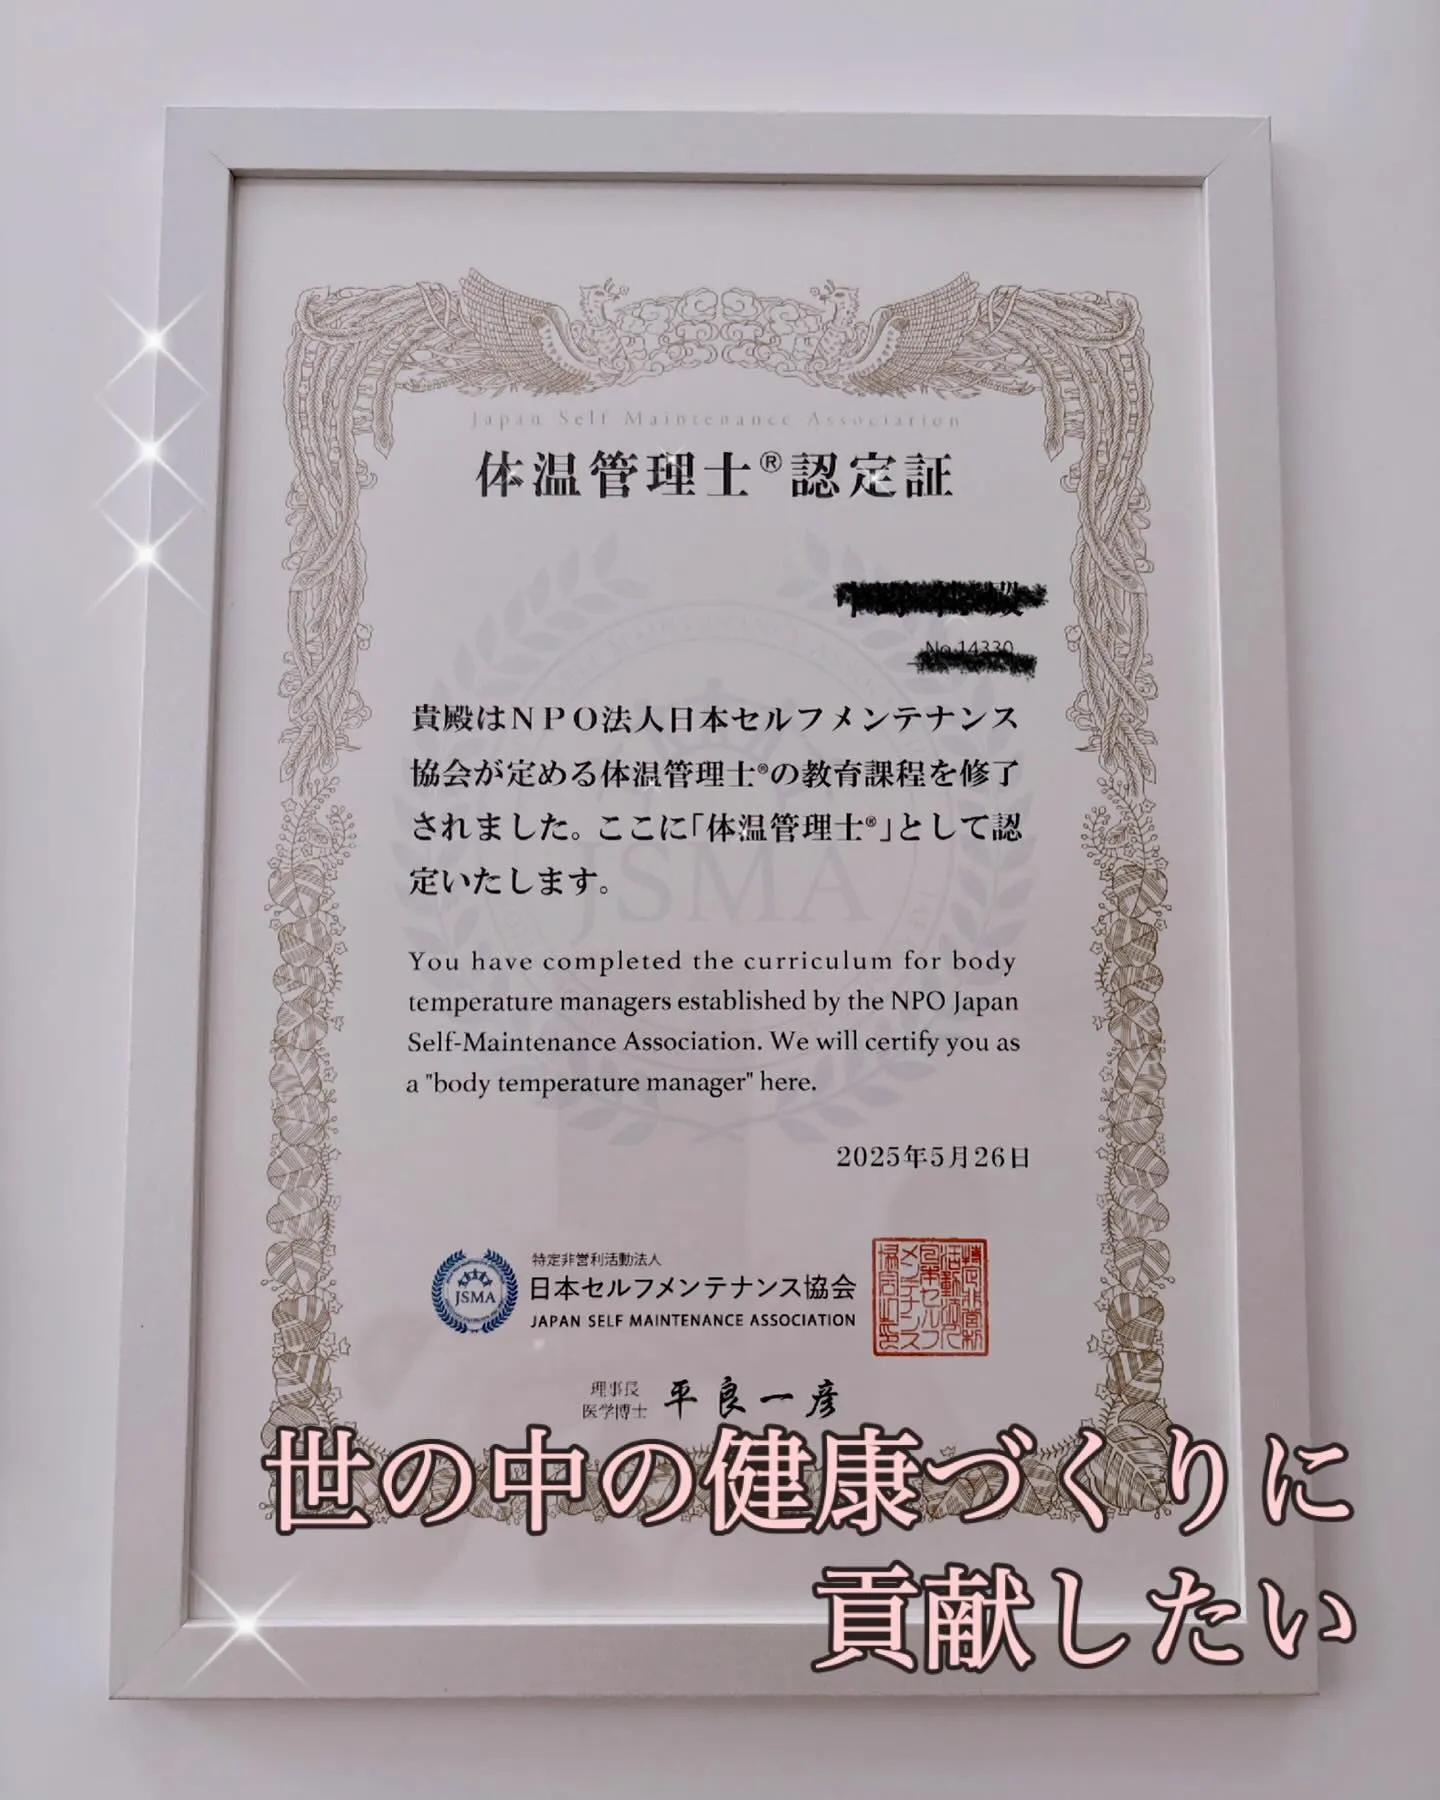 Japan Self Maintenance Association
体温管理士®認定証
貴殿はNPO法人日本セルフメンテナンス
協会が定める体温管理士®の教育課程を修了
されました。ここに「体温管理士®」として認
定いたします。
You have completed the curriculum for body
temperature managers established by the NPO Japan
Self-Maintenance Association. We will certify you as
a "body temperature manager" here.
2025年5月26日
JSMA
特定非営利活動法人
日本セルフメンテナンス協会
JAPAN SELF MAINTENANCE ASSOCIATION
理事長
医学博士 平良一彦
世の中の健康づくりに
貢献したい